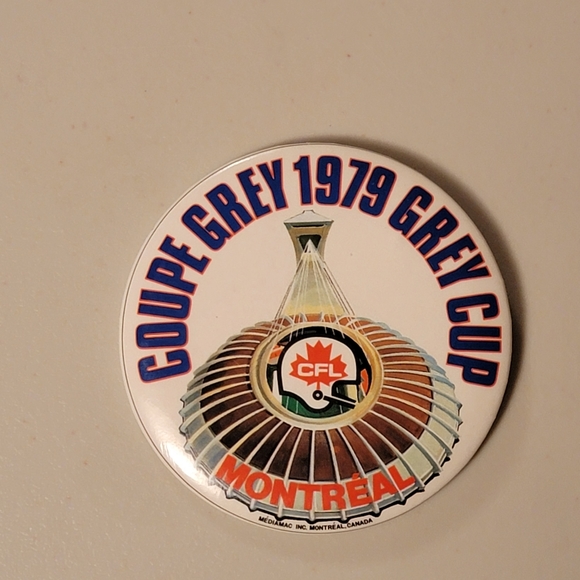 COUPE GREY 1979 GREY CUP
CFL
MONTRÉAL
MEDIAMAC INC. MONTREAL, CANADA